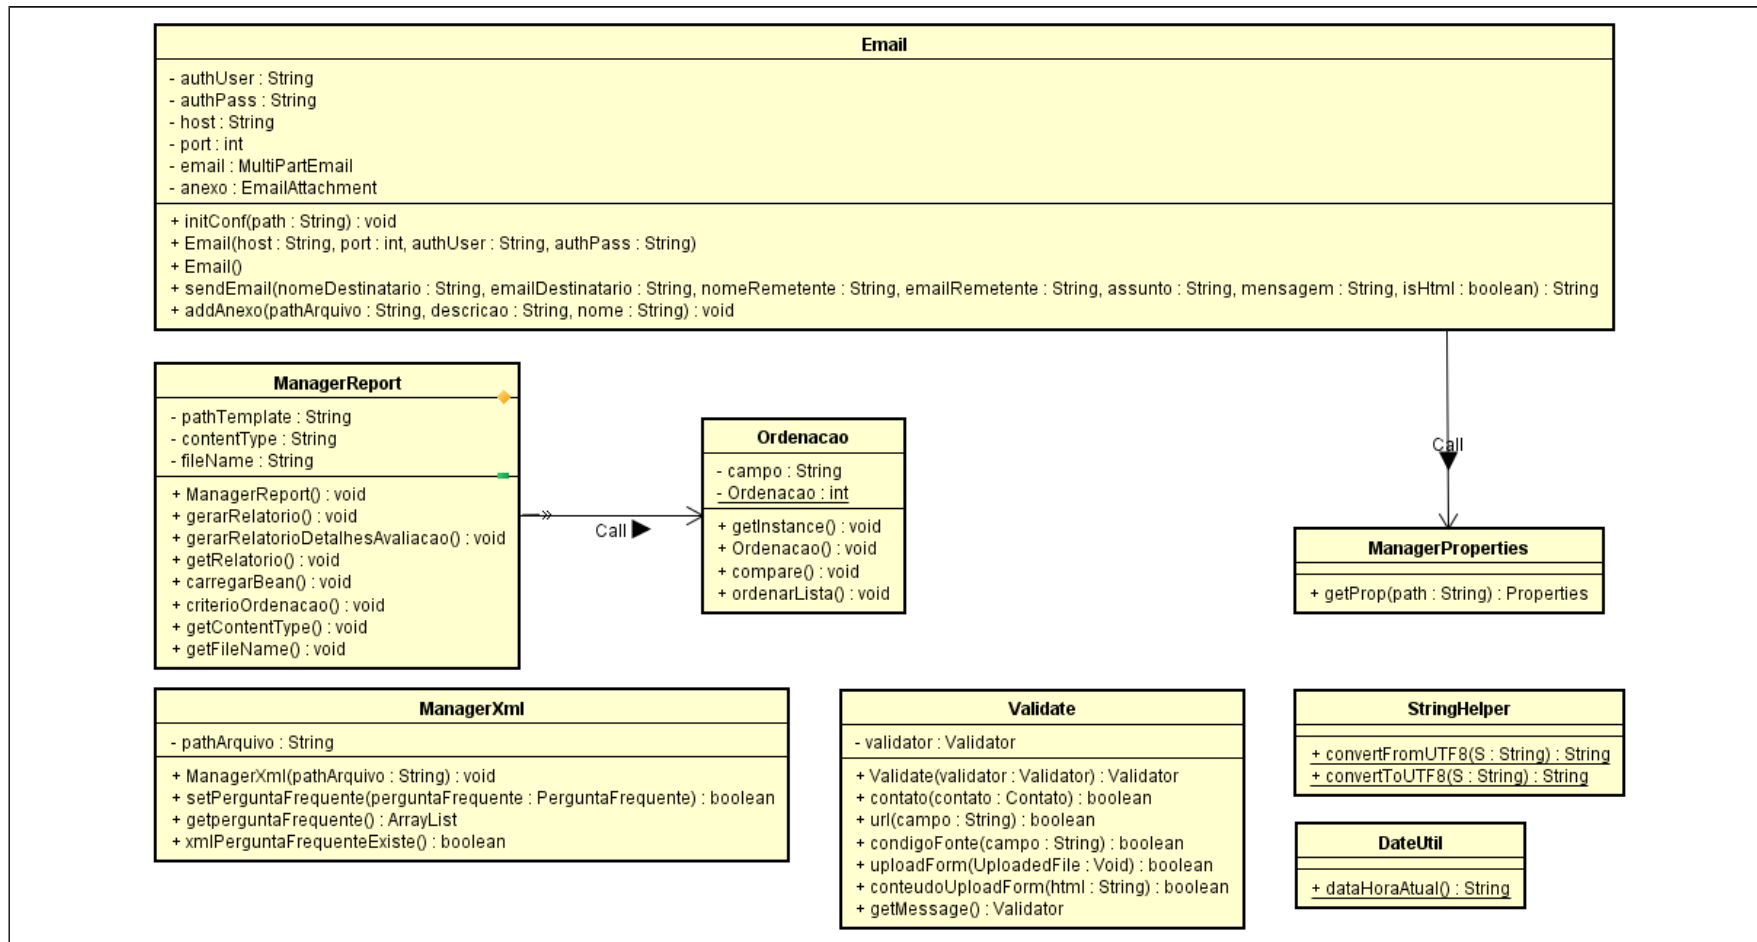 Email
- authUser : String
- authPass : String
- host : String
- port : int
- email : MultiPartEmail
- anexo : EmailAttachment
+ initConf(path : String) : void
+ Email(host : String, port : int, authUser : String, authPass : String)
+ Email()
+ sendEmail(nomeDestinatario : String, emailDestinatario : String, nomeRemetente : String, emailRemetente : String, assunto : String, mensagem : String, isHtml : boolean) : String
+ addAnexo(pathArquivo : String, descricao : String, nome : String) : void
ManagerReport
- pathTemplate : String
- contentType : String
- fileName : String
+ ManagerReport() : void
+ gerarRelatorio() : void
+ gerarRelatorioDetalhesAvaliacao() : void
+ getRelatorio() : void
+ carregarBean() : void
+ criterioOrdenacao() : void
+ getContentType() : void
+ getFileName() : void
Call
Ordenacao
- campo : String
- Ordenacao : int
+ getInstance() : void
+ Ordenacao() : void
+ compare() : void
+ ordenarLista() : void
Call
ManagerProperties
+ getProp(path : String) : Properties
ManagerXml
- pathArquivo : String
+ ManagerXml(pathArquivo : String) : void
+ setPerguntaFrequente(perguntaFrequente : PerguntaFrequente) : boolean
+ getperguntaFrequente() : ArrayList
+ xmlPerguntaFrequenteExiste() : boolean
Validate
- validator : Validator
+ Validate(validator : Validator) : Validator
+ contato(contato : Contato) : boolean
+ url(campo : String) : boolean
+ condigoFonte(campo : String) : boolean
+ uploadForm(UploadedFile : Void) : boolean
+ conteudoUploadForm(html : String) : boolean
+ getMessage() : Validator
StringHelper
+ convertFromUTF8(S : String) : String
+ convertToUTF8(S : String) : String
DateUtil
+ dataHoraAtual() : String